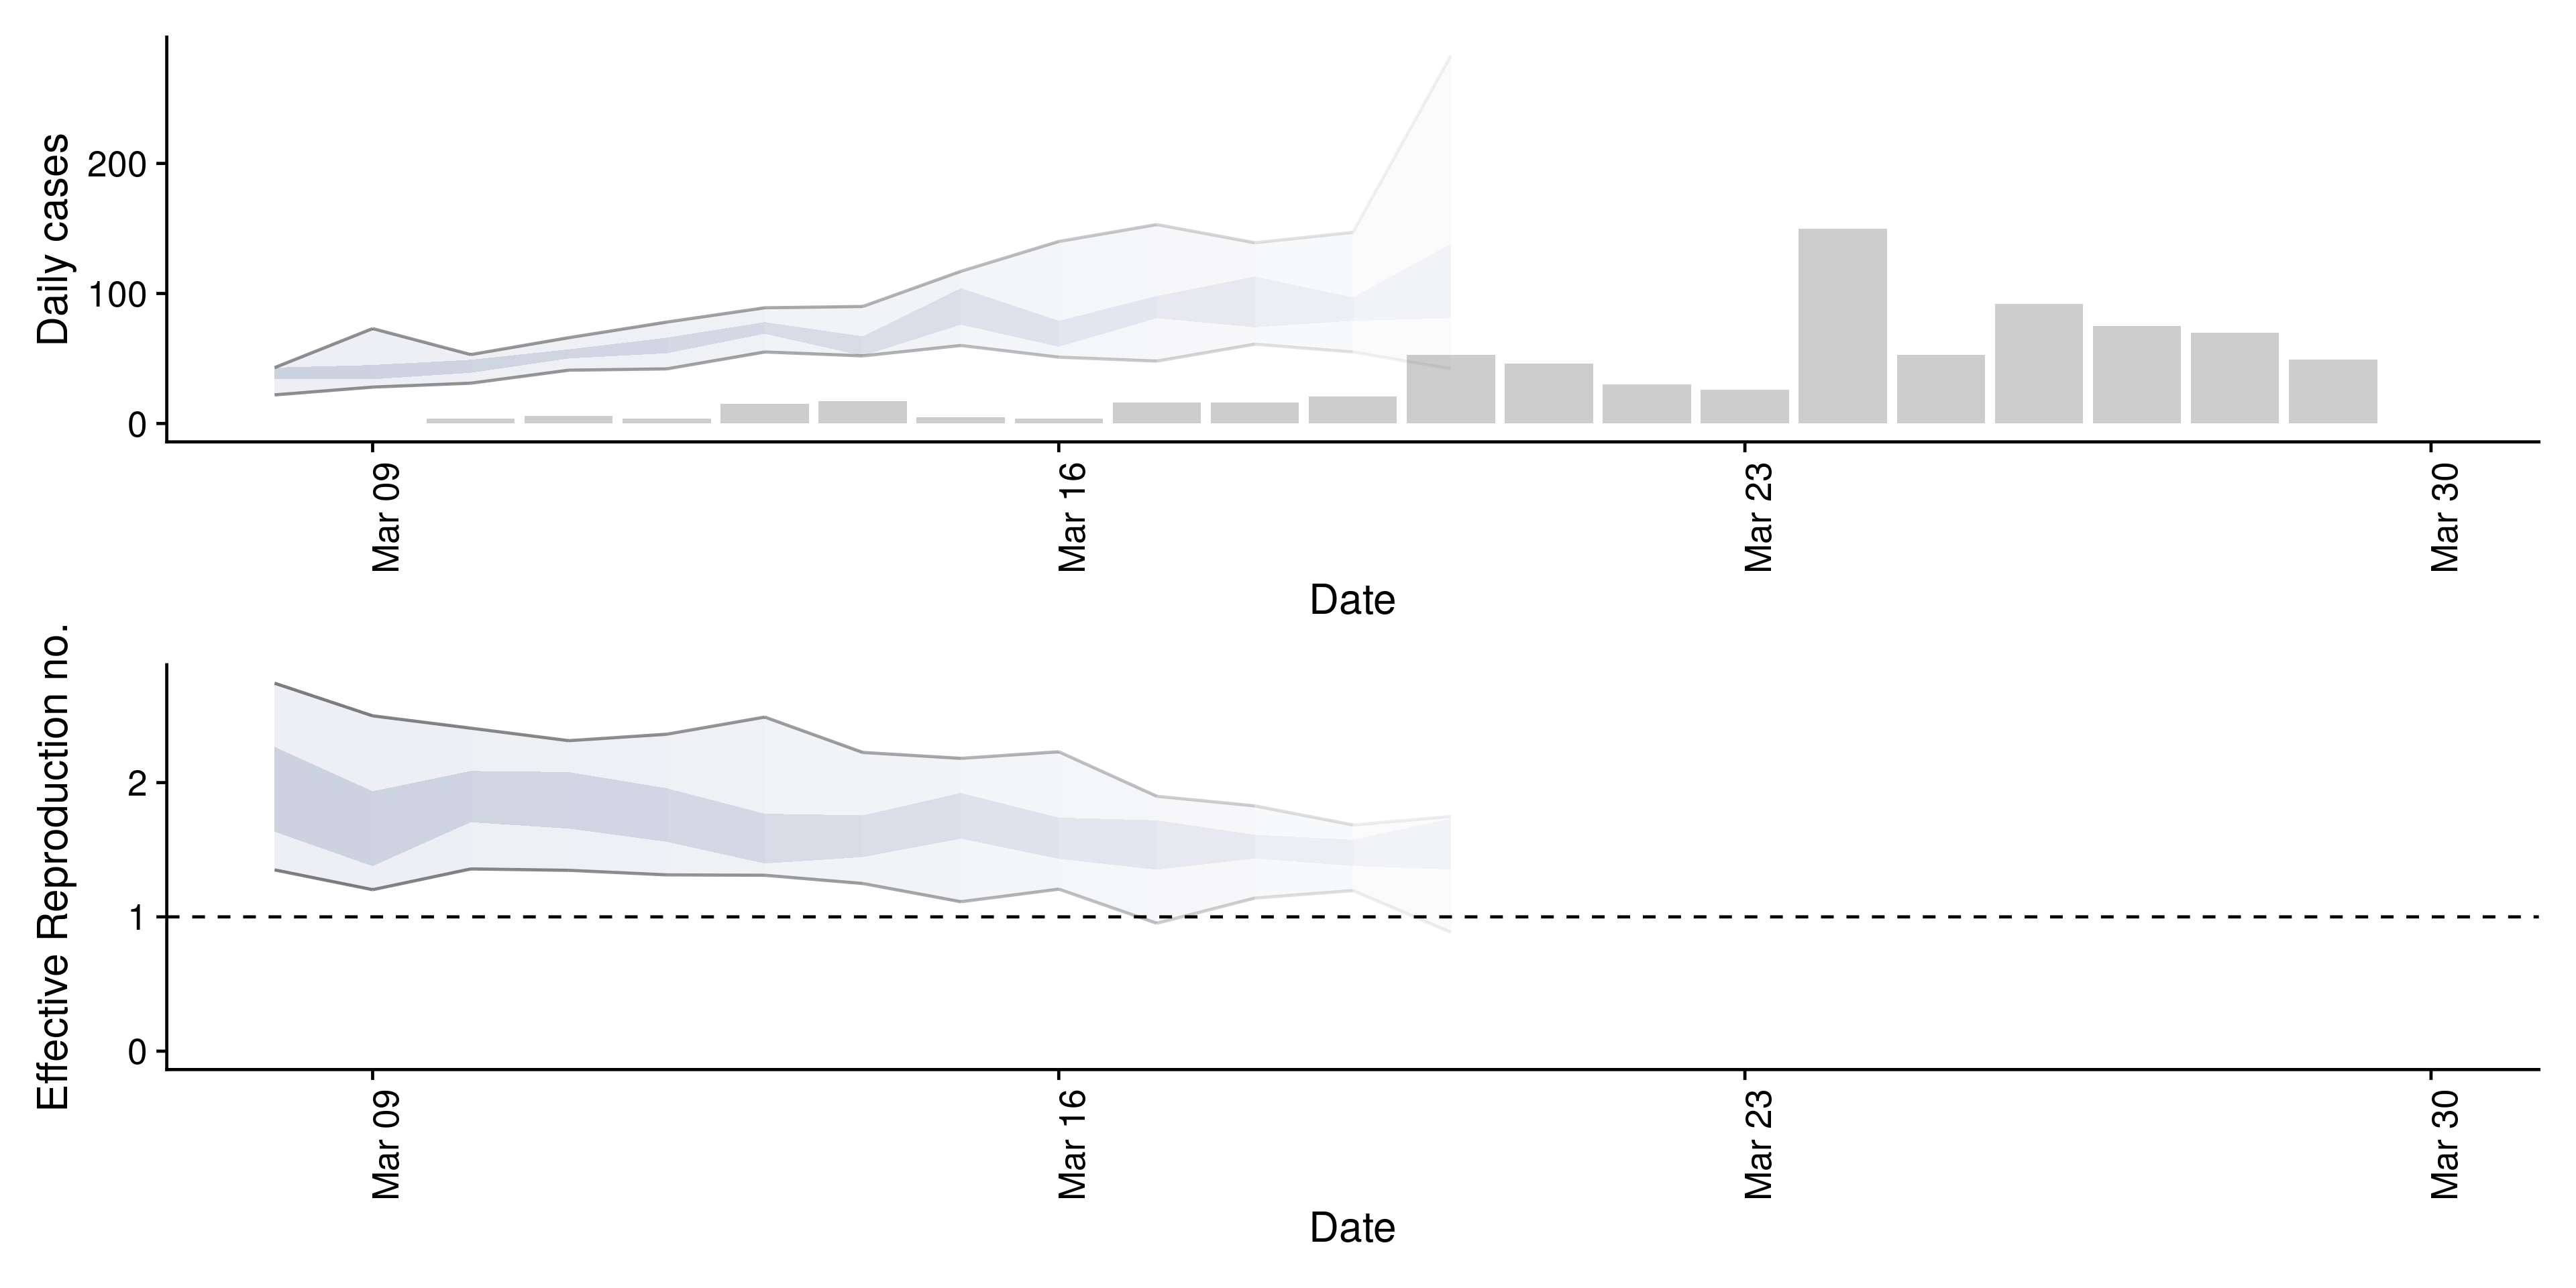 Daily cases
200
100
0
Mar 09
Mar 16
Mar 23
Mar 30
Date
Effective Reproduction no.
2
1
0
Mar 09
Mar 16
Mar 23
Mar 30
Date